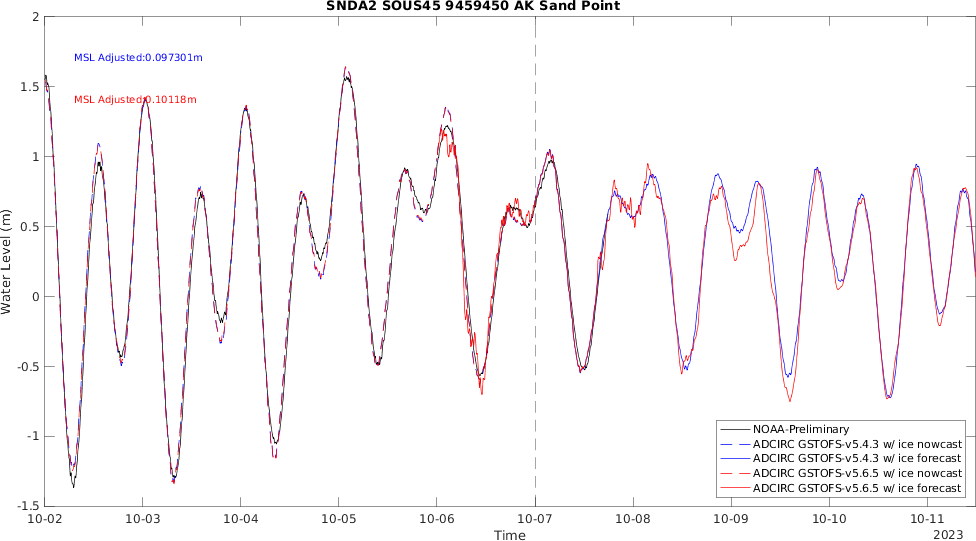 SNDA2 SOUS45 9459450 AK Sand Point
2
MSL Adjusted:0.097301m
1.5
MSL Adjusted:0.10118m
1
0.5
0
-0.5
-1
-1.5
Water Level (m)
NOAA-Preliminary
ADCIRC GSTOFS-v5.4.3 w/ ice nowcast
ADCIRC GSTOFS-v5.4.3 w/ ice forecast
ADCIRC GSTOFS-v5.6.5 w/ ice nowcast
ADCIRC GSTOFS-v5.6.5 w/ ice forecast
10-02 10-03 10-04 10-05 10-06 10-07 10-08 10-09 10-10 10-11
Time
2023